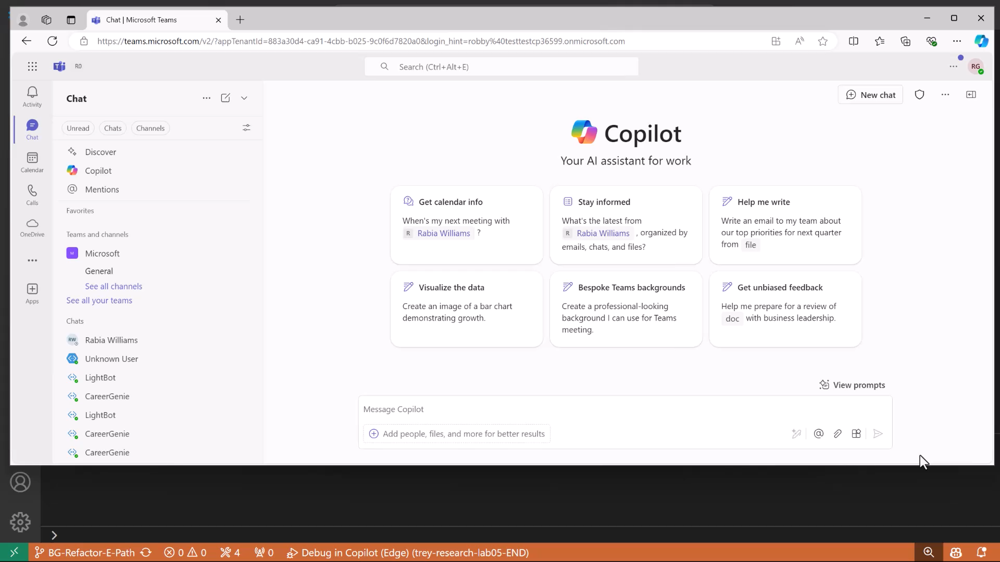 Chat | Microsoft Teams
https://teams.microsoft.com/v2/?appTenantId=883a30d4-ca91-4cbb-b025-9c0f6d7820a0&login_hint=robby%40testtestcp36599.onmicrosoft.com
R0
Search (Ctrl+Alt+E)
RG
Activity
Chat
Calendar
Calls
OneDrive
Apps
Chat
Unread
Chats
Channels
Discover
Copilot
Mentions
Favorites
Teams and channels
M
Microsoft
General
See all channels
See all your teams
Chats
RW
Rabia Williams
Unknown User
LightBot
CareerGenie
LightBot
CareerGenie
CareerGenie
New chat
Copilot
Your AI assistant for work
Get calendar info
When's my next meeting with
R Rabia Williams ?
Stay informed
What's the latest from
R Rabia Williams , organized by
emails, chats, and files?
Help me write
Write an email to my team about
our top priorities for next quarter
from file
Visualize the data
Create an image of a bar chart
demonstrating growth.
Bespoke Teams backgrounds
Create a professional-looking
background I can use for Teams
meeting.
Get unbiased feedback
Help me prepare for a review of
doc with business leadership.
View prompts
Message Copilot
Add people, files, and more for better results
BG-Refactor-E-Path
0
0
4
0
Debug in Copilot (Edge) (trey-research-lab05-END)